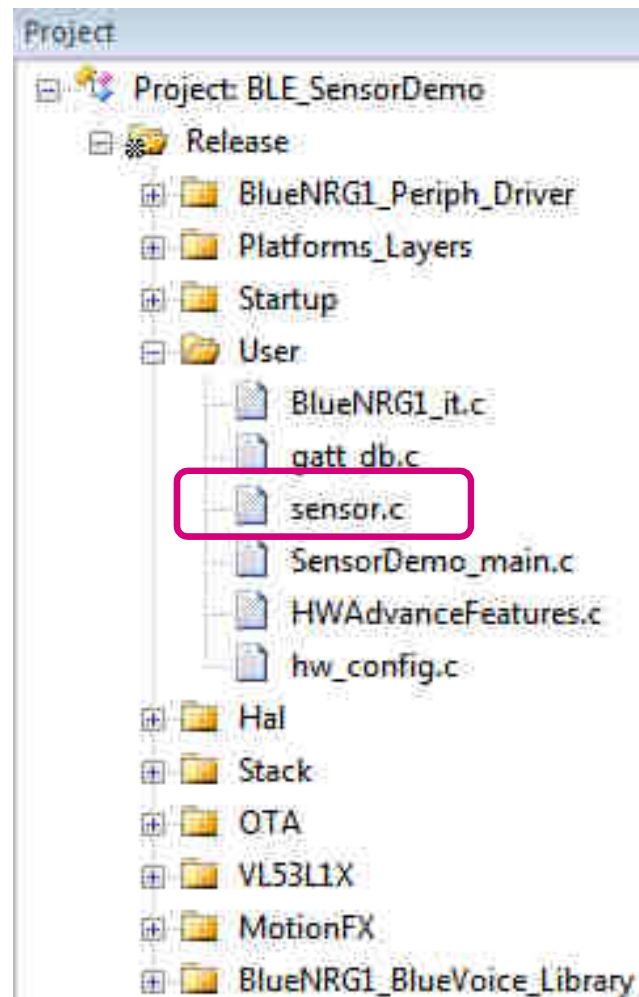 Project
Project: BLE_SensorDemo
Release
BlueNRG1_Periph_Driver
Platforms_Layers
Startup
User
BlueNRG1_it.c
gatt_db.c
sensor.c
SensorDemo_main.c
HWAdvanceFeatures.c
hw_config.c
Hal
Stack
OTA
VL53L1X
MotionFX
BlueNRG1_BlueVoice_Library